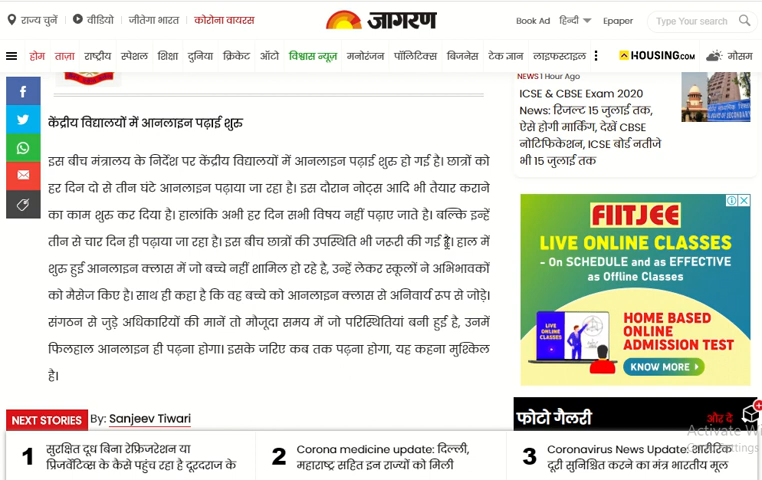 राज्य चुनें
वीडियो
जीतेगा भारत
कोरोना वायरस
जागरण
Book Ad
हिन्दी
Epaper
Type Your Search
होम
ताज़ा
राष्ट्रीय
स्पेशल
शिक्षा
दुनिया
क्रिकेट
ऑटो
विश्वास न्यूज़
मनोरंजन
पॉलिटिक्स
बिजनेस
टेक ज्ञान
लाइफस्टाइल
HOUSING.COM
मौसम
केंद्रीय विद्यालयों में आनलाइन पढ़ाई शुरु
इस बीच मंत्रालय के निर्देश पर केंद्रीय विद्यालयों में आनलाइन पढ़ाई शुरु हो गई है। छात्रों को
हर दिन दो से तीन घंटे आनलाइन पढ़ाया जा रहा है। इस दौरान नोट्स आदि भी तैयार कराने
का काम शुरु कर दिया है। हालांकि अभी हर दिन सभी विषय नहीं पढ़ाए जाते है। बल्कि इन्हें
तीन से चार दिन ही पढ़ाया जा रहा है। इस बीच छात्रों की उपस्थिति भी जरूरी की गई है। हाल में
शुरु हुई आनलाइन क्लास में जो बच्चे नहीं शामिल हो रहे है, उन्हें लेकर स्कूलों ने अभिभावकों
को मैसेज किए है। साथ ही कहा है कि वह बच्चे को आनलाइन क्लास से अनिवार्य रूप से जोड़े।
संगठन से जुड़े अधिकारियों की मानें तो मौजूदा समय में जो परिस्थितियां बनी हुई है, उनमें
फिलहाल आनलाइन ही पढ़ना होगा। इसके जरिए कब तक पढ़ना होगा, यह कहना मुश्किल
है।
By: Sanjeev Tiwari
NEWS 1 Hour Ago
ICSE & CBSE Exam 2020
News: रिजल्ट 15 जुलाई तक,
ऐसे होगी मार्किंग, देखें CBSE
नोटिफिकेशन, ICSE बोर्ड नतीजे
भी 15 जुलाई तक
FIITJEE
LIVE ONLINE CLASSES
- On SCHEDULE and as EFFECTIVE
as Offline Classes
LIVE
ONLINE
CLASSES
HOME BASED
ONLINE
ADMISSION TEST
KNOW MORE
फोटो गैलरी
और दे
NEXT STORIES
1
सुरक्षित दूध बिना रेफ्रिजरेशन या
प्रिजर्वेटिव्स के कैसे पहुंच रहा है दूरदराज के
2
Corona medicine update: दिल्ली,
महाराष्ट्र सहित इन राज्यों को मिली
3
Coronavirus News Update: शारीरिक
दूरी सुनिश्चित करने का मंत्र भारतीय मूल
Activate Wi